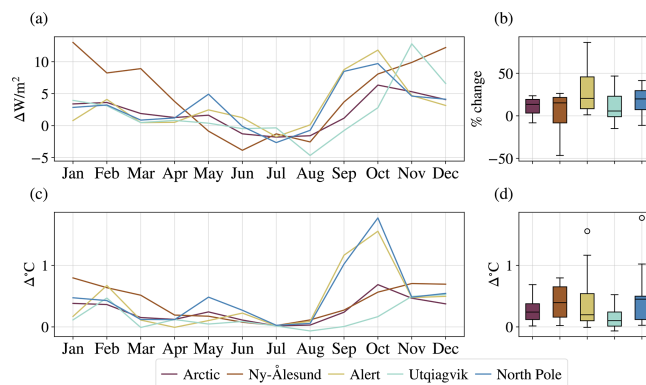 (a)
(b)
ΔW/m²
10
5
0
−5
Jan Feb Mar Apr May Jun Jul Aug Sep Oct Nov Dec
% change
50
0
−50
(c)
(d)
Δ°C
1
0
Jan Feb Mar Apr May Jun Jul Aug Sep Oct Nov Dec
Δ°C
1
0
Arctic Ny-Ålesund Alert Utqiagvik North Pole